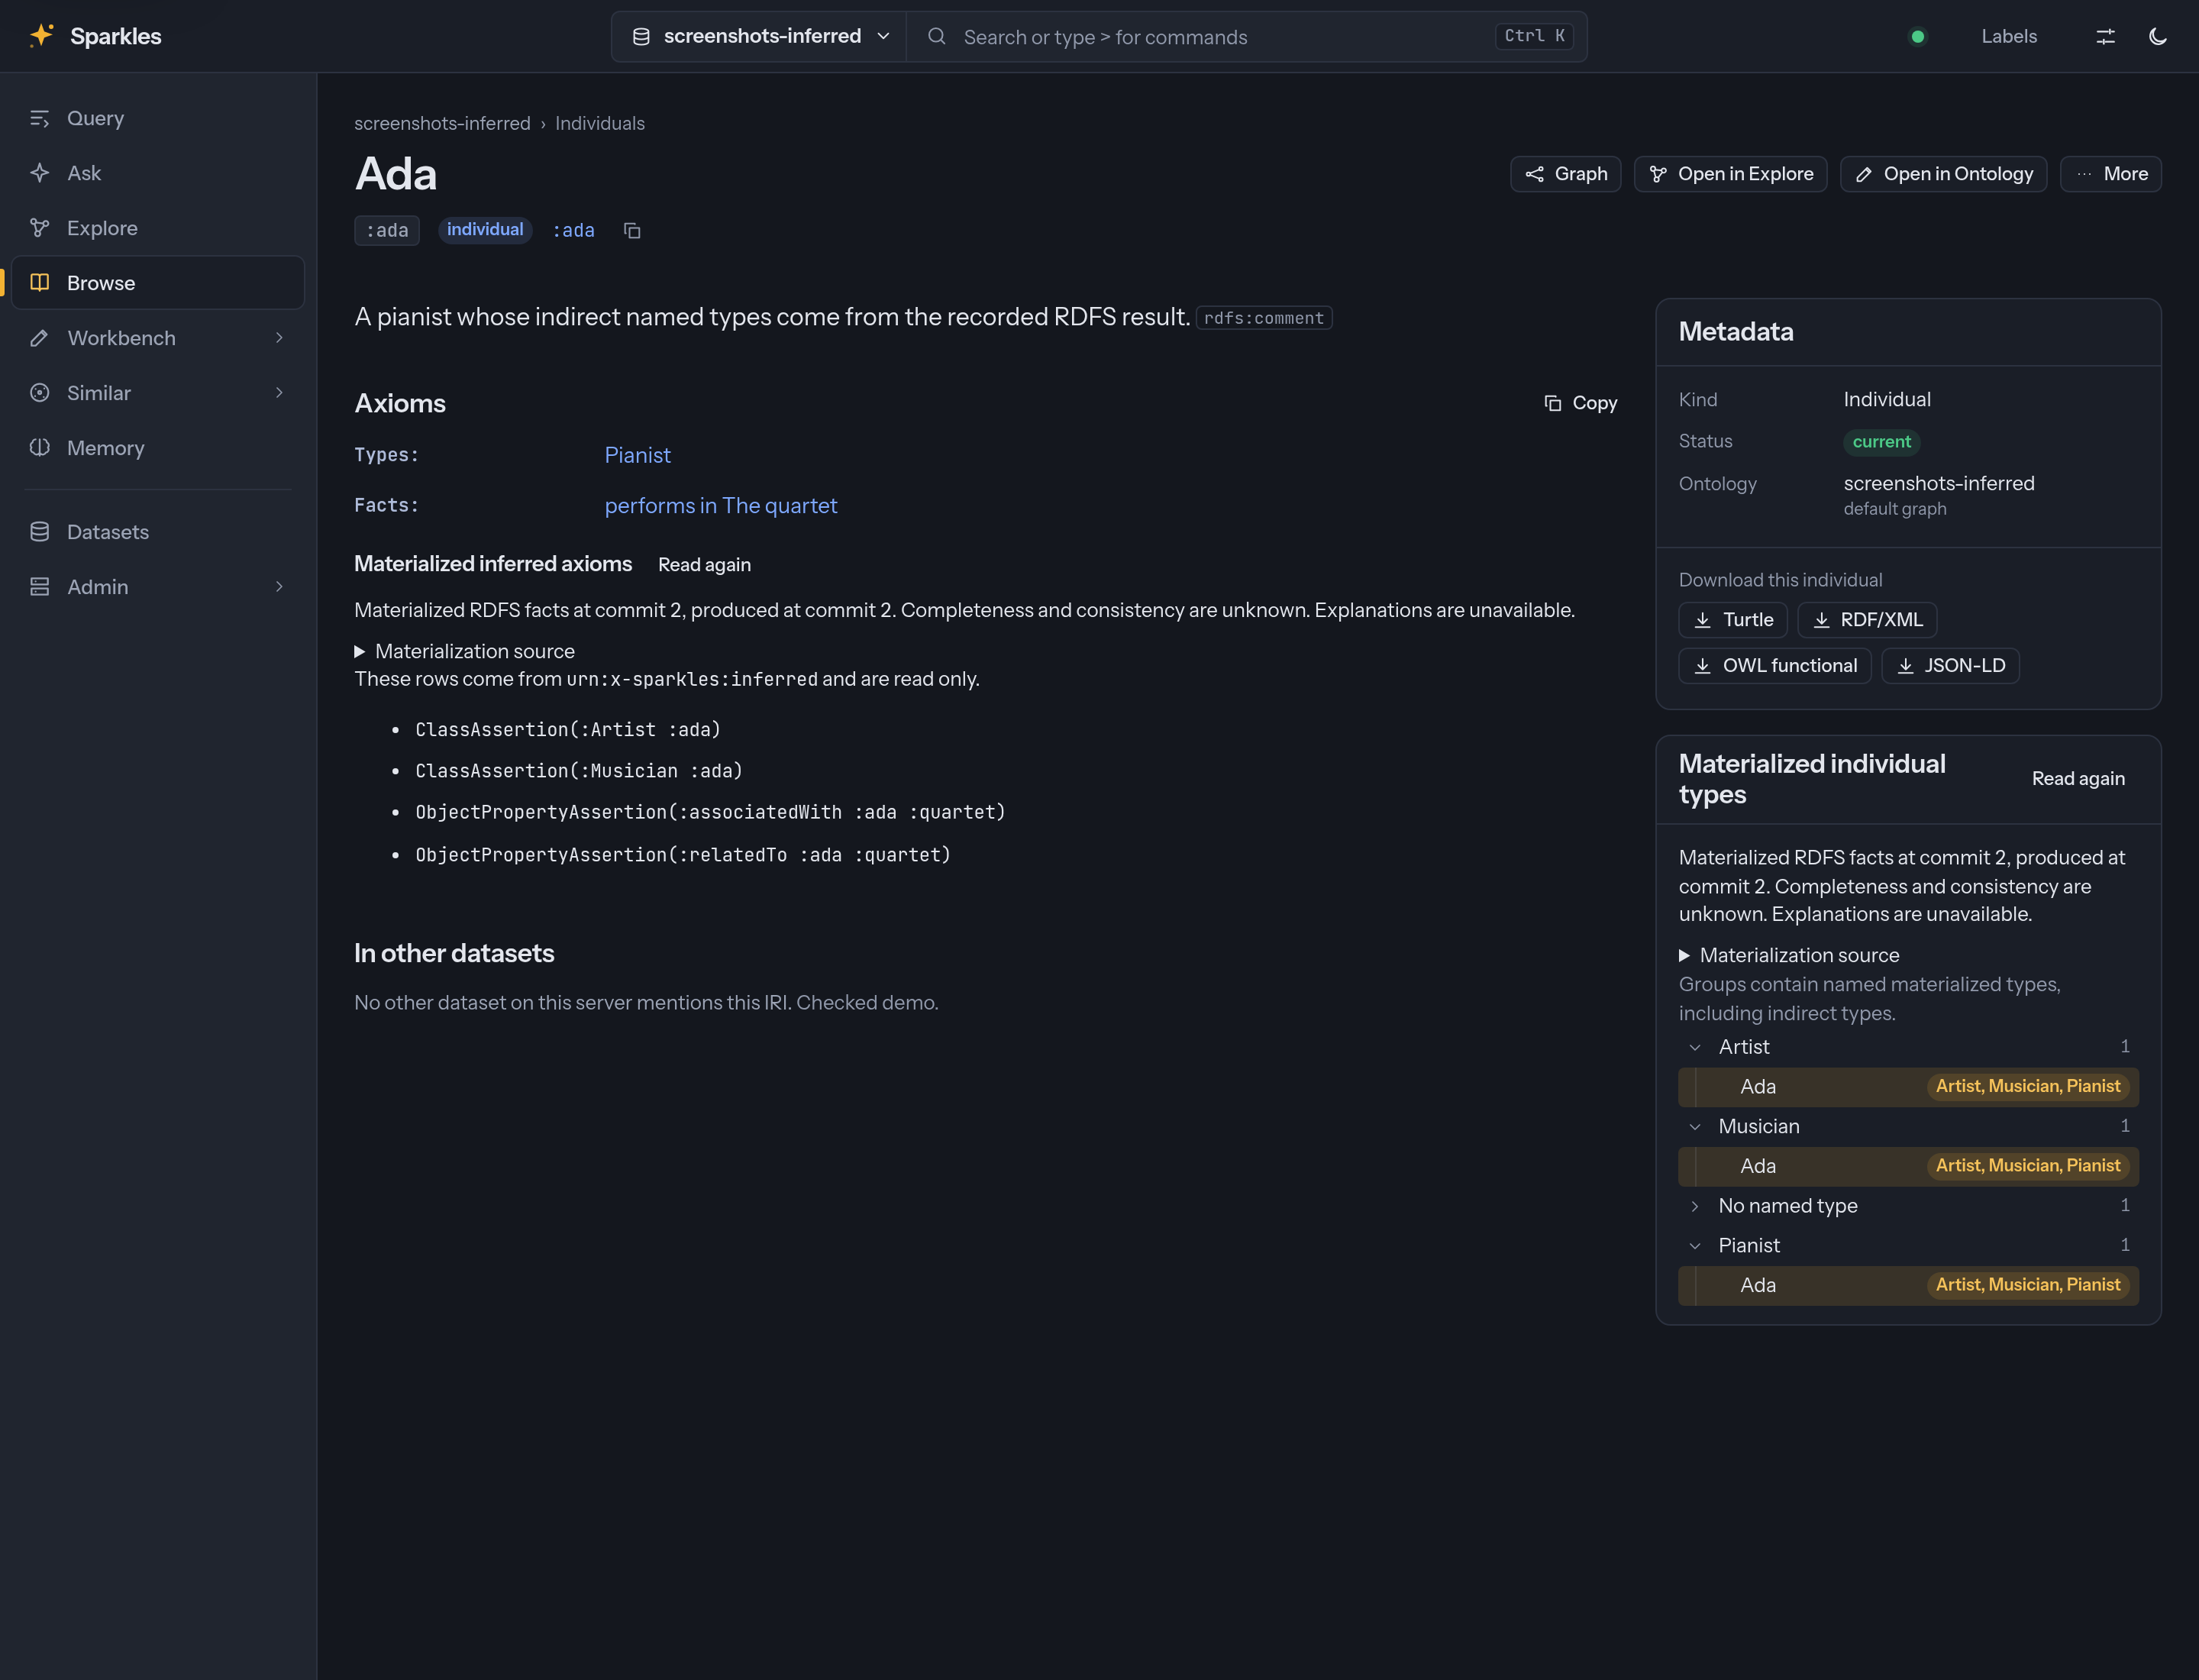 Sparkles
screenshots-inferred
Search or type > for commands
Ctrl K
Labels
Query
Ask
Explore
Browse
Workbench
Similar
Memory
Datasets
Admin
screenshots-inferred › Individuals
Ada
Graph
Open in Explore
Open in Ontology
··· More
:ada individual :ada
A pianist whose indirect named types come from the recorded RDFS result. rdfs:comment
Axioms
Copy
Types: Pianist
Facts: performs in The quartet
Materialized inferred axioms Read again
Materialized RDFS facts at commit 2, produced at commit 2. Completeness and consistency are unknown. Explanations are unavailable.
Materialization source
These rows come from urn:x-sparkles:inferred and are read only.
• ClassAssertion(:Artist :ada)
• ClassAssertion(:Musician :ada)
• ObjectPropertyAssertion(:associatedWith :ada :quartet)
• ObjectPropertyAssertion(:relatedTo :ada :quartet)
In other datasets
No other dataset on this server mentions this IRI. Checked demo.
Metadata
Kind Individual
Status current
Ontology screenshots-inferred
default graph
Download this individual
Turtle RDF/XML
OWL functional JSON-LD
Materialized individual
types
Read again
Materialized RDFS facts at commit 2, produced at
commit 2. Completeness and consistency are
unknown. Explanations are unavailable.
Materialization source
Groups contain named materialized types,
including indirect types.
Artist 1
Ada Artist, Musician, Pianist
Musician 1
Ada Artist, Musician, Pianist
No named type 1
Pianist 1
Ada Artist, Musician, Pianist